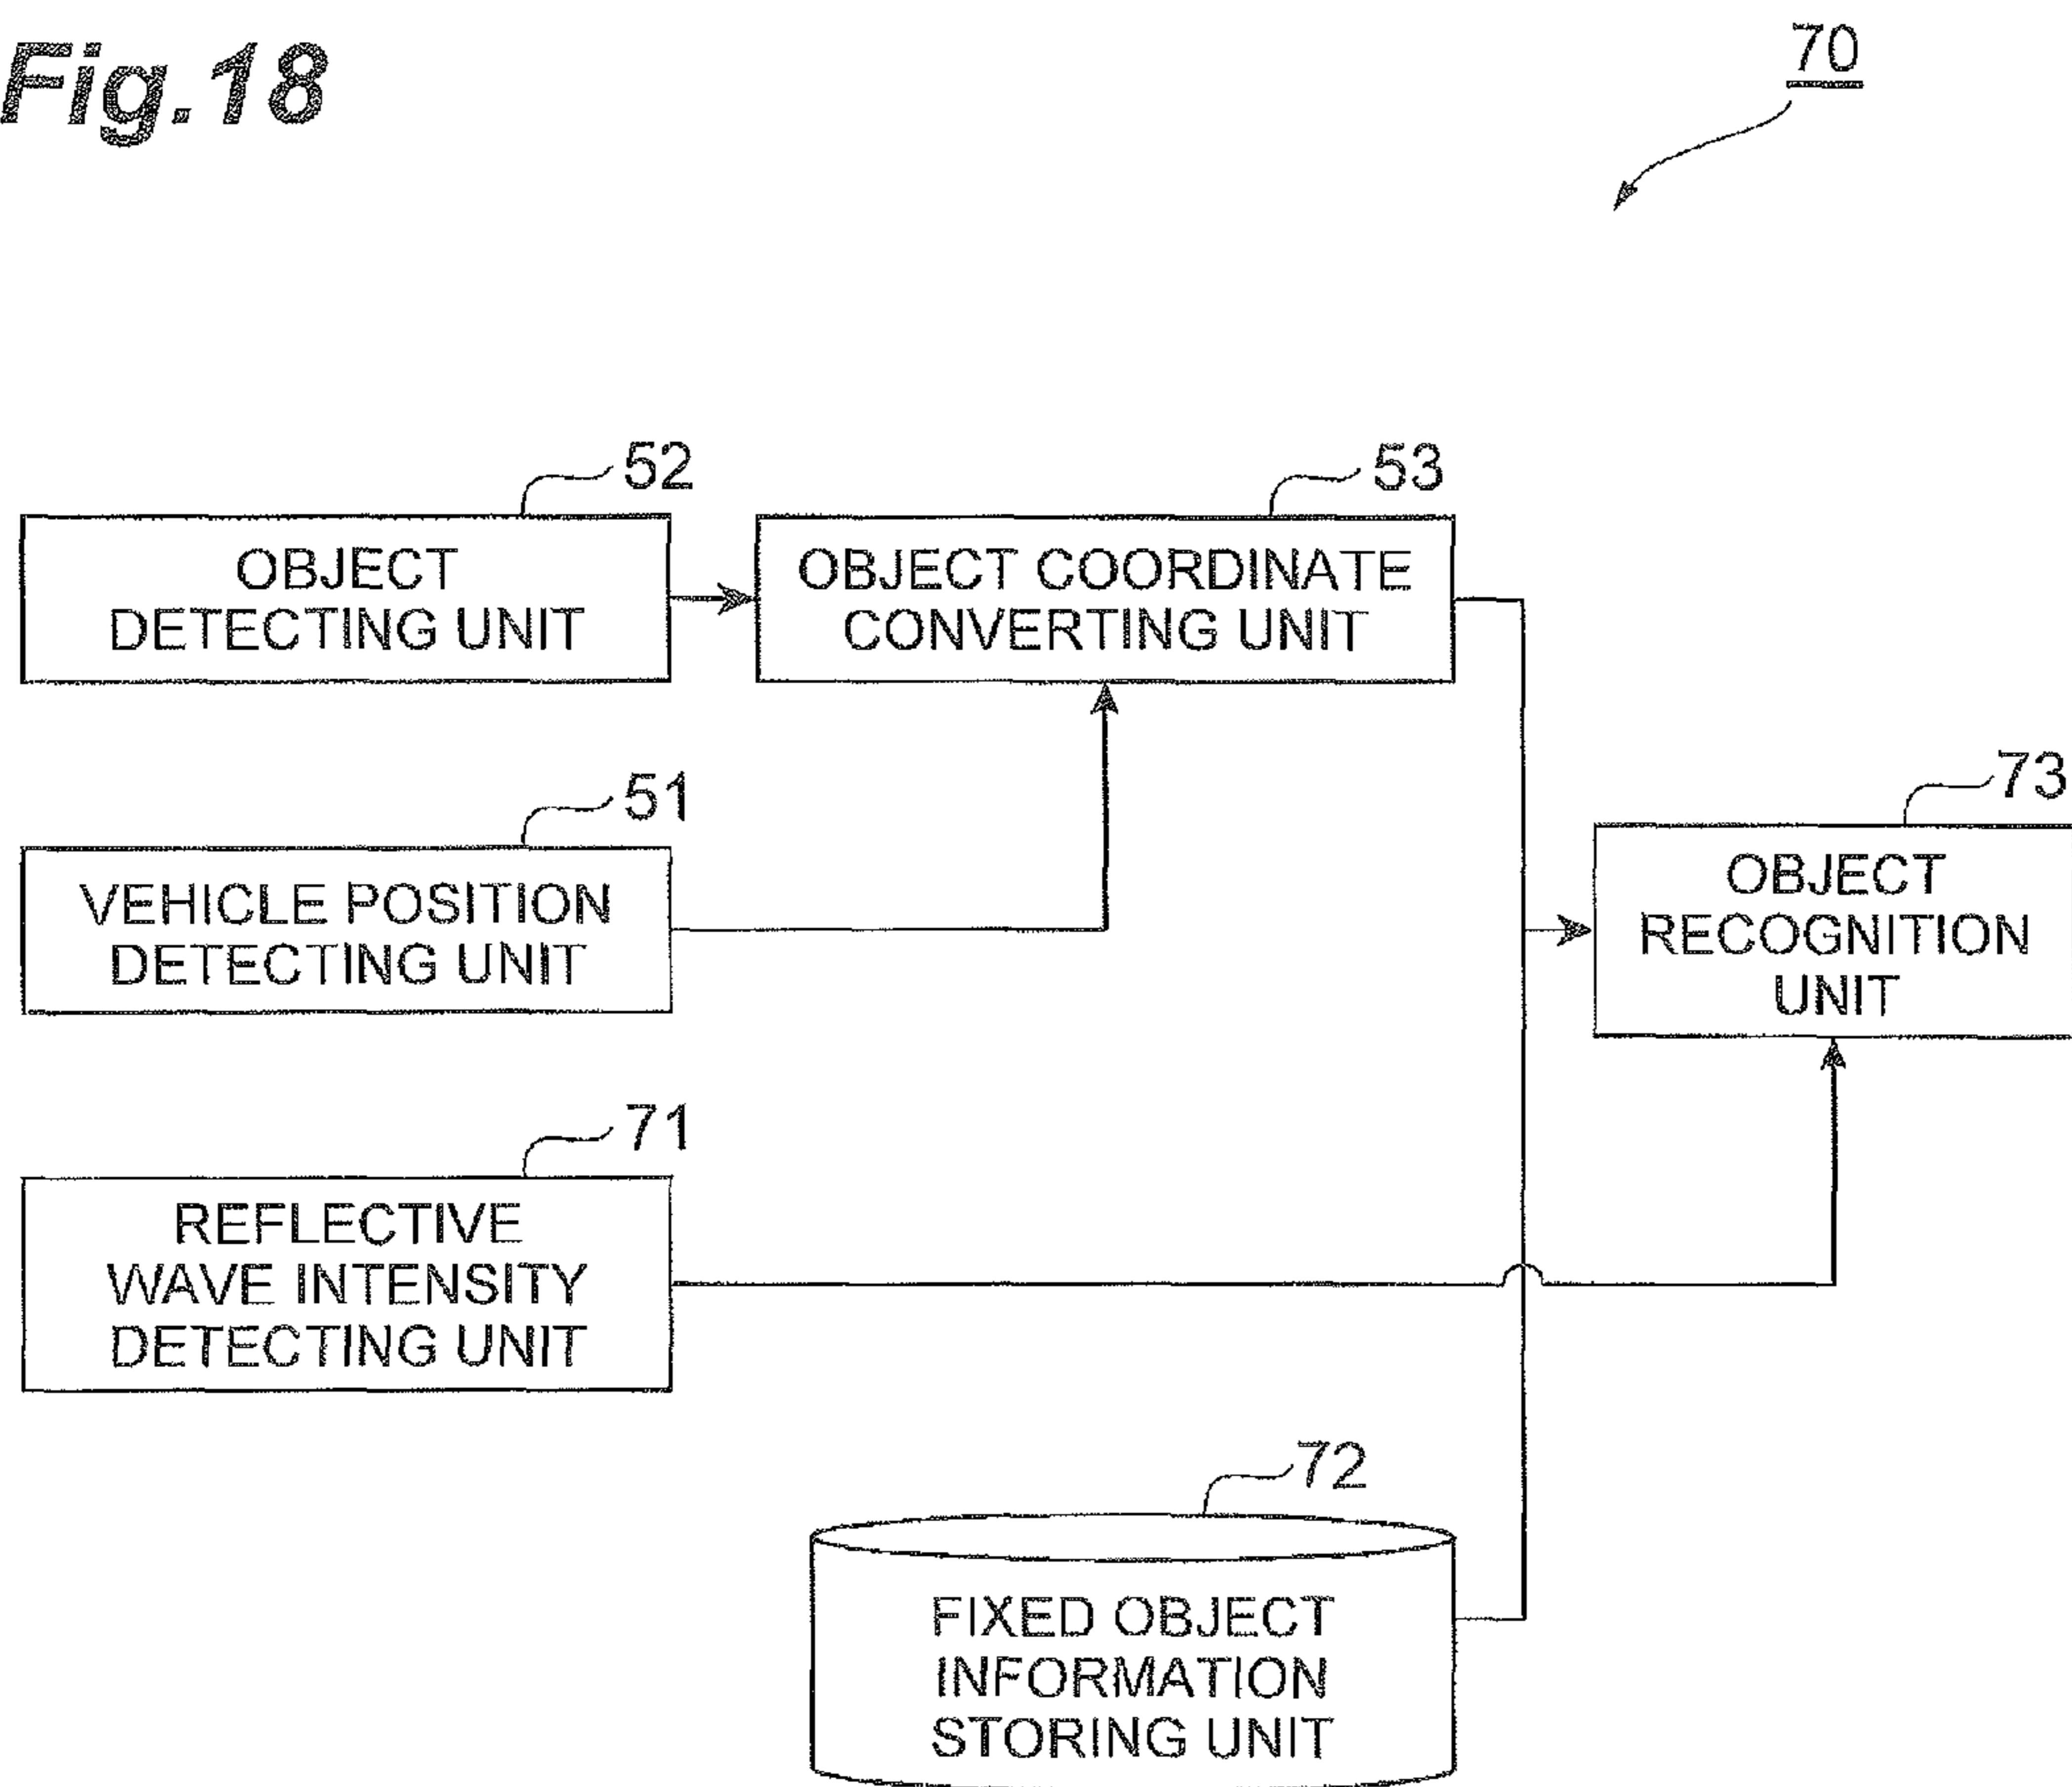 Fig.18
70
52
OBJECT
DETECTING UNIT
53
OBJECT COORDINATE
CONVERTING UNIT
51
VEHICLE POSITION
DETECTING UNIT
73
OBJECT
RECOGNITION
UNIT
71
REFLECTIVE
WAVE INTENSITY
DETECTING UNIT
72
FIXED OBJECT
INFORMATION
STORING UNIT